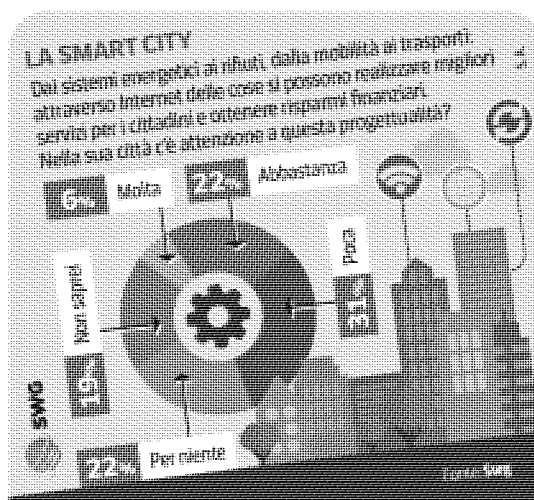 LA SMART CITY
Dai sistemi energetici ai rifiuti, dalla mobilità ai trasporti:
attraverso Internet delle cose si possono realizzare migliori
servizi per i cittadini e ottenere risparmi finanziari.
Nella sua città c'è attenzione a questa progettualità?
6% Molta
22% Abbastanza
31% Poca
22% Per niente
19% Non saprei
SWG